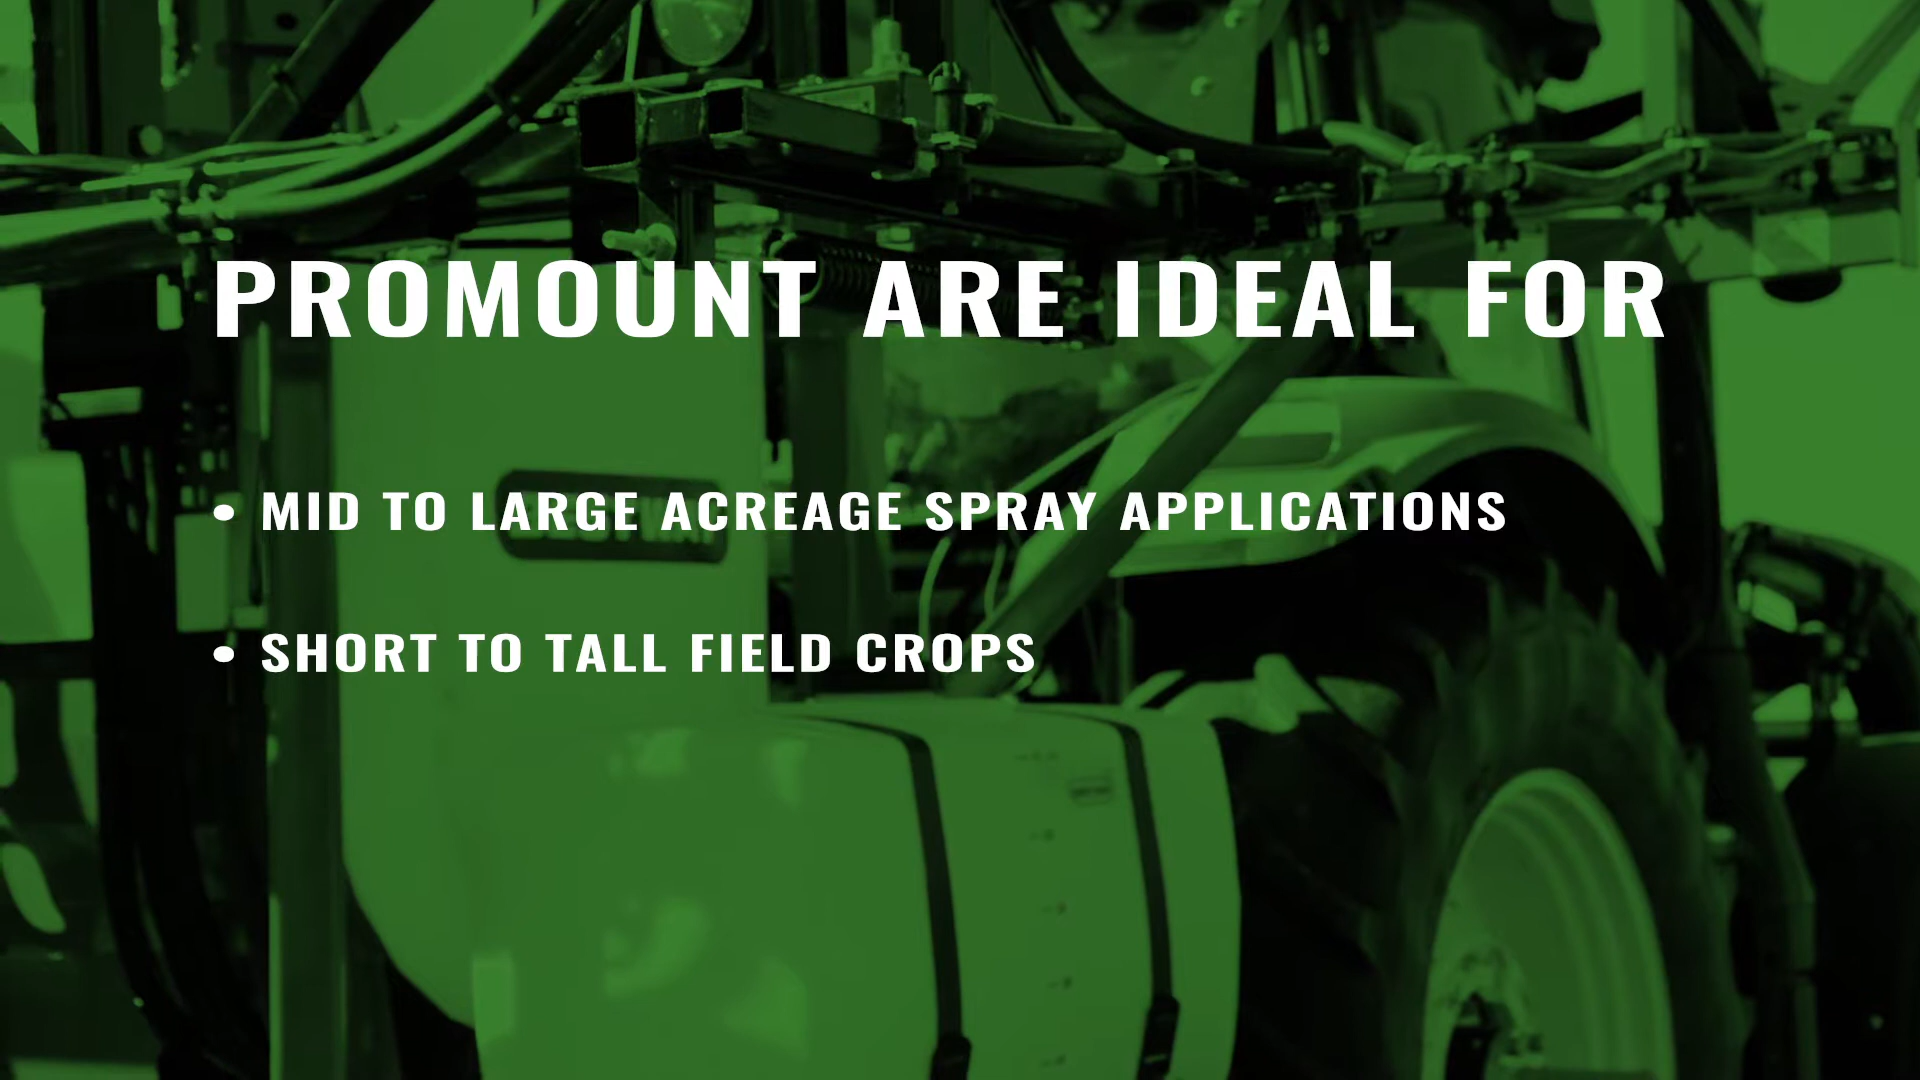 PROMOUNT ARE IDEAL FOR
• MID TO LARGE ACREAGE SPRAY APPLICATIONS
• SHORT TO TALL FIELD CROPS